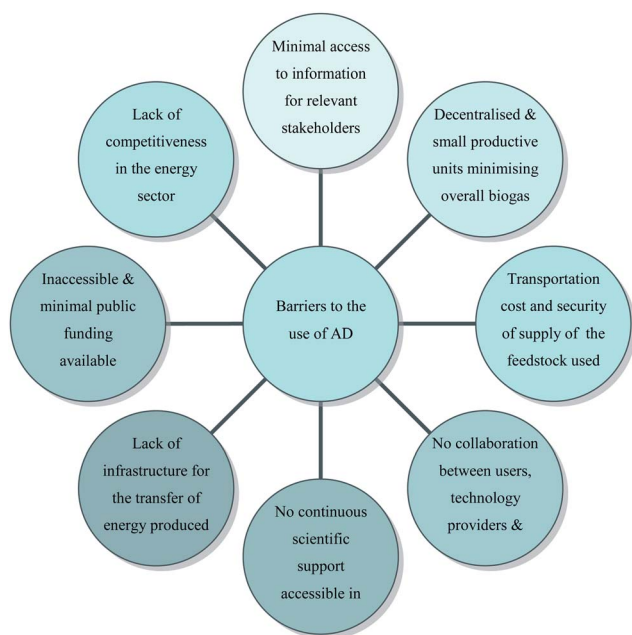 Minimal access
to information
for relevant
stakeholders
Decentralised &
small productive
units minimising
overall biogas
Transportation
cost and security
of supply of the
feedstock used
No collaboration
between users,
technology
providers &
No continuous
scientific
support
accessible in
Lack of
infrastructure for
the transfer of
energy produced
Inaccessible &
minimal public
funding
available
Lack of
competitiveness
in the energy
sector
Barriers to the
use of AD